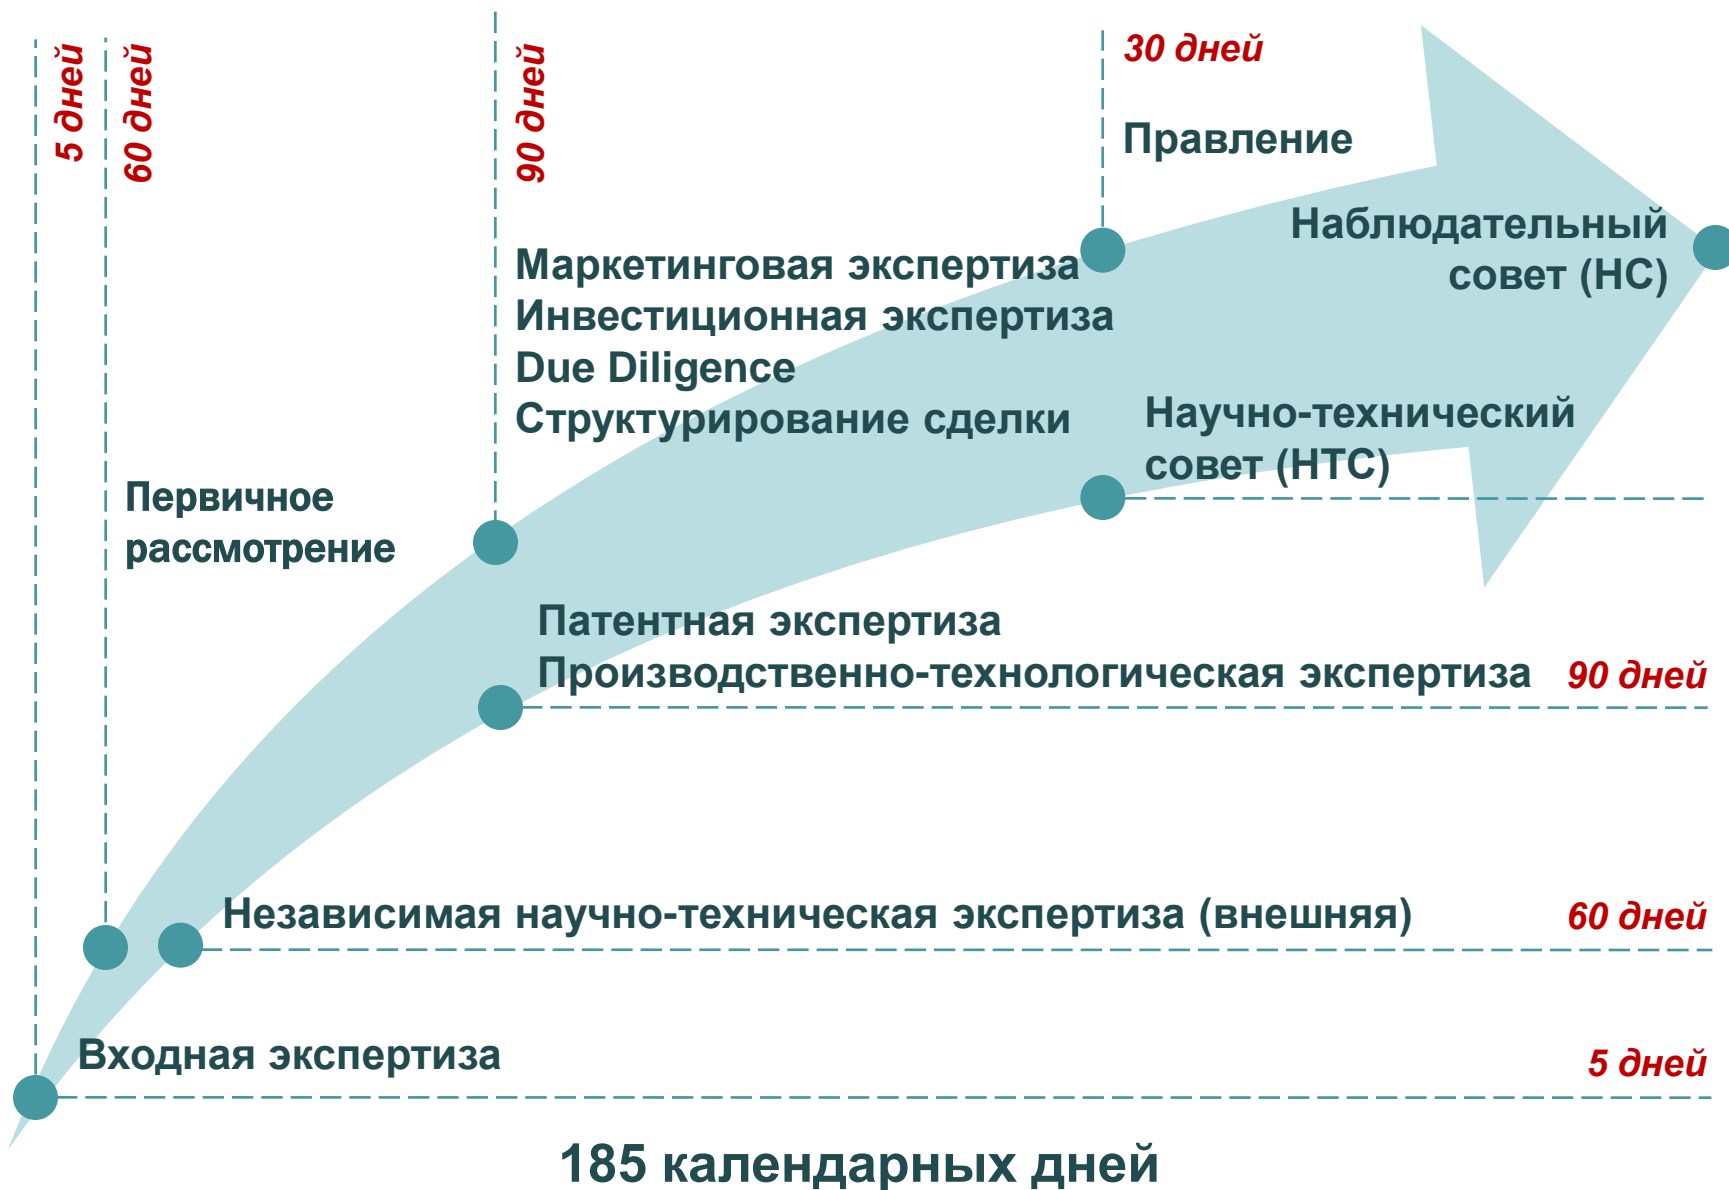 5 дней
60 дней
90 дней
30 дней
Правление
Наблюдательный
совет (НС)
Маркетинговая экспертиза
Инвестиционная экспертиза
Due Diligence
Структурирование сделки
Научно-технический
совет (НТС)
Первичное
рассмотрение
Патентная экспертиза
Производственно-технологическая экспертиза
90 дней
Независимая научно-техническая экспертиза (внешняя)
60 дней
Входная экспертиза
5 дней
185 календарных дней